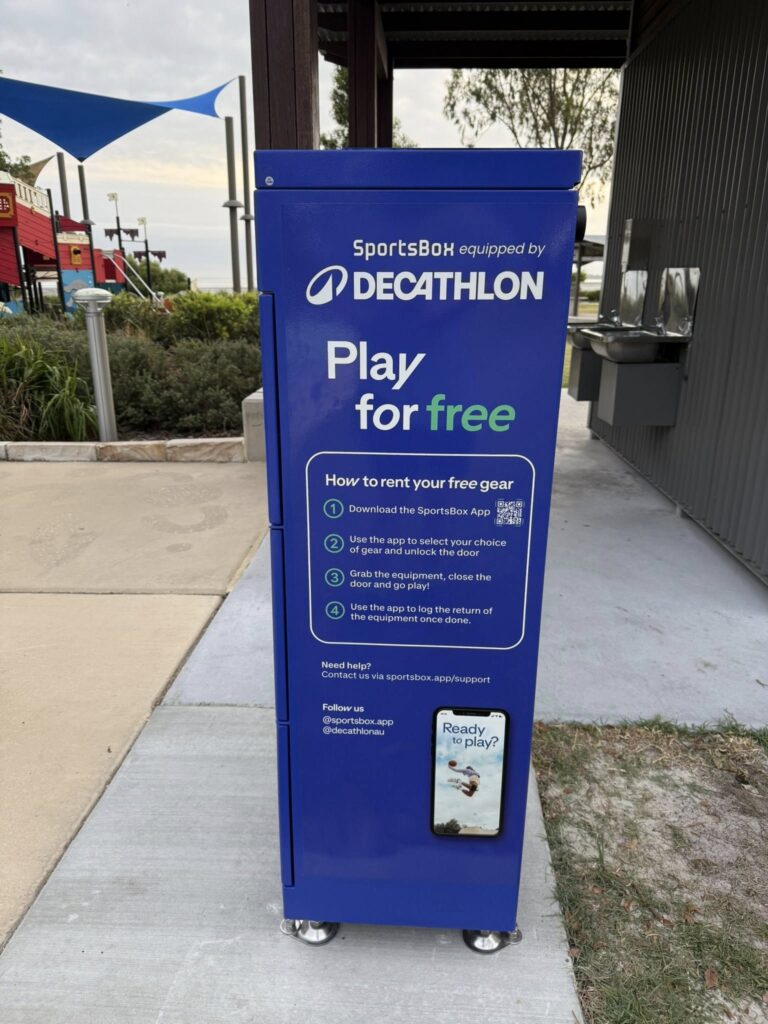 SportsBox equipped by
DECATHLON
Play
for free
How to rent your free gear
1 Download the SportsBox App
2 Use the app to select your choice
of gear and unlock the door
3 Grab the equipment, close the
door and go play!
4 Use the app to log the return of
the equipment once done.
Need help?
Contact us via sportsbox.app/support
Follow us
@sportsbox.app
@decathlonau
Ready
to play?